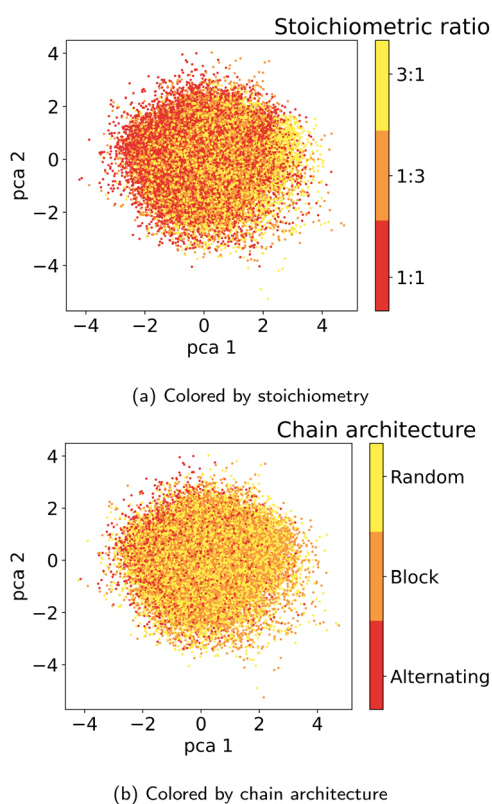 Stoichiometric ratio
4
2
0
−2
−4
pca 2
−4 −2 0 2 4
pca 1
3:1
1:3
1:1
(a) Colored by stoichiometry
Chain architecture
4
2
0
−2
−4
pca 2
−4 −2 0 2 4
pca 1
Random
Block
Alternating
(b) Colored by chain architecture